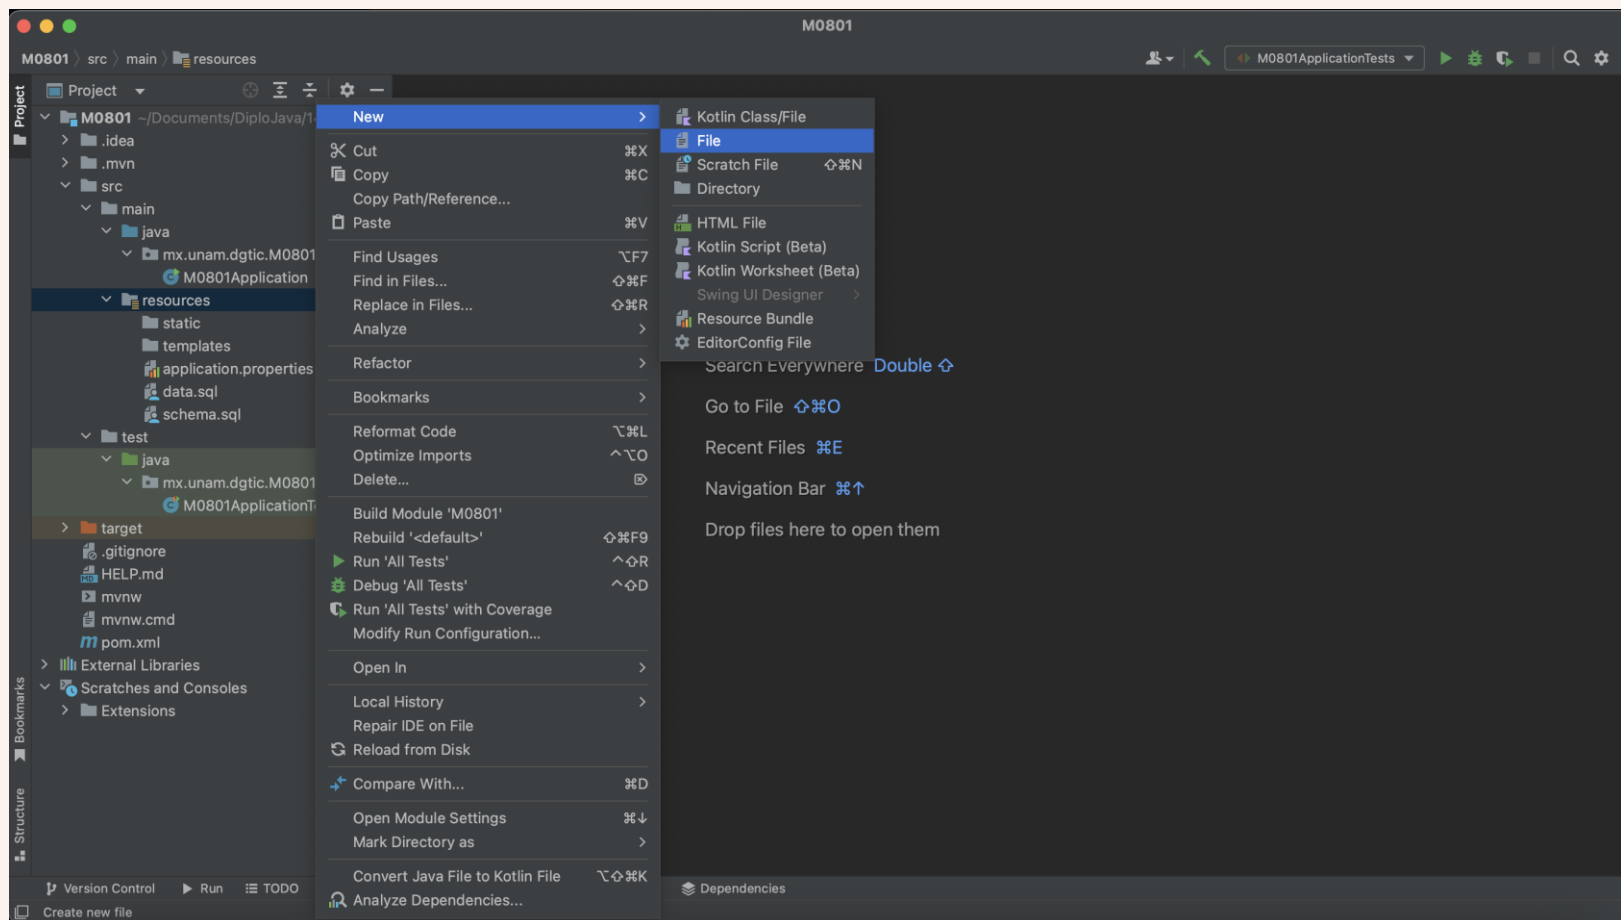 M0801
M0801 src main resources
M0801ApplicationTests
Project
Project
M0801 ~/Documents/DiploJava/1
.idea
.mvn
src
main
java
mx.unam.dgtic.M0801
M0801Application
resources
static
templates
application.properties
data.sql
schema.sql
test
java
mx.unam.dgtic.M0801
M0801ApplicationT
target
.gitignore
HELP.md
mvnw
mvnw.cmd
pom.xml
External Libraries
Scratches and Consoles
Extensions
Bookmarks
Structure
New
Cut ⌘X
Copy ⌘C
Copy Path/Reference...
Paste ⌘V
Find Usages ⌥F7
Find in Files... ⇧⌘F
Replace in Files... ⇧⌘R
Analyze
Refactor
Bookmarks
Reformat Code ⌥⌘L
Optimize Imports ^⌥O
Delete... ⌦
Build Module 'M0801'
Rebuild '<default>' ⇧⌘F9
Run 'All Tests' ^⇧R
Debug 'All Tests' ^⇧D
Run 'All Tests' with Coverage
Modify Run Configuration...
Open In
Local History
Repair IDE on File
Reload from Disk
Compare With... ⌘D
Open Module Settings ⌘↓
Mark Directory as
Convert Java File to Kotlin File ⌥⇧⌘K
Analyze Dependencies...
Kotlin Class/File
File
Scratch File ⇧⌘N
Directory
HTML File
Kotlin Script (Beta)
Kotlin Worksheet (Beta)
Swing UI Designer
Resource Bundle
EditorConfig File
Search Everywhere Double ⇧
Go to File ⇧⌘O
Recent Files ⌘E
Navigation Bar ⌘↑
Drop files here to open them
Version Control Run TODO Dependencies
Create new file